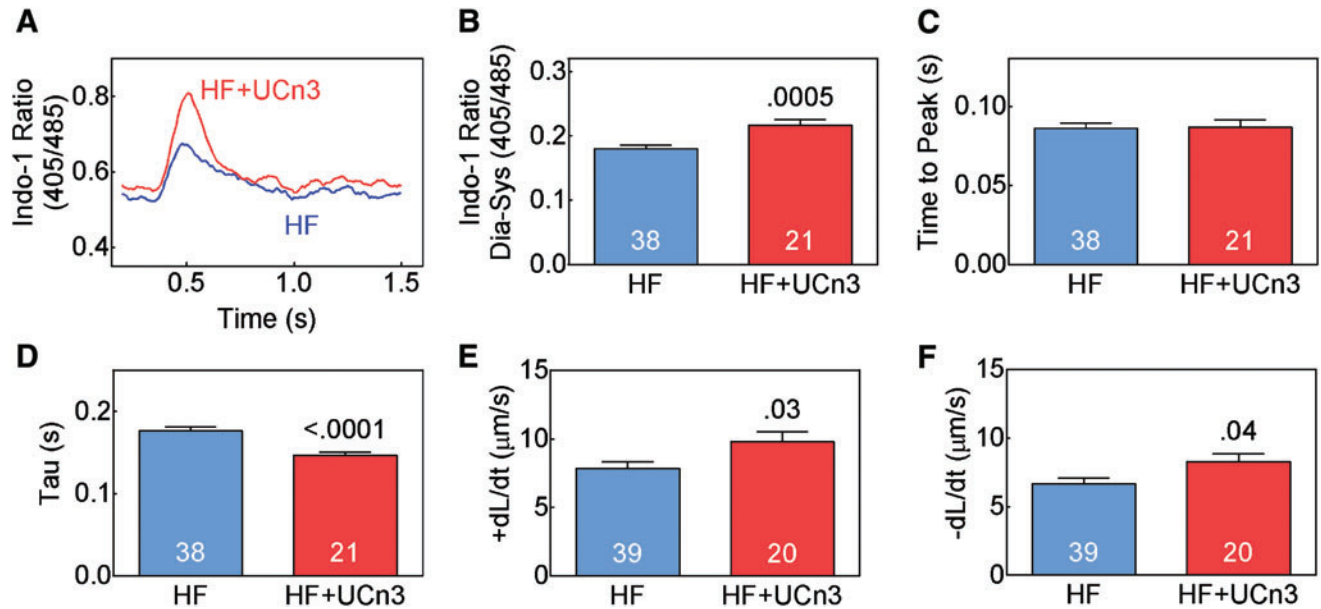 A
Indo-1 Ratio
(405/485)
0.8
0.6
0.4
HF+UCn3
HF
0.5
1.0
1.5
Time (s)
B
Indo-1 Ratio
Dia-Sys (405/485)
0.3
0.2
0.1
0.0
.0005
38
21
HF
HF+UCn3
C
Time to Peak (s)
0.10
0.05
0.00
38
21
HF
HF+UCn3
D
Tau (s)
0.2
0.1
0.0
<.0001
38
21
HF
HF+UCn3
E
+dL/dt (μm/s)
15
10
5
0
.03
39
20
HF
HF+UCn3
F
-dL/dt (μm/s)
15
10
5
0
.04
39
20
HF
HF+UCn3